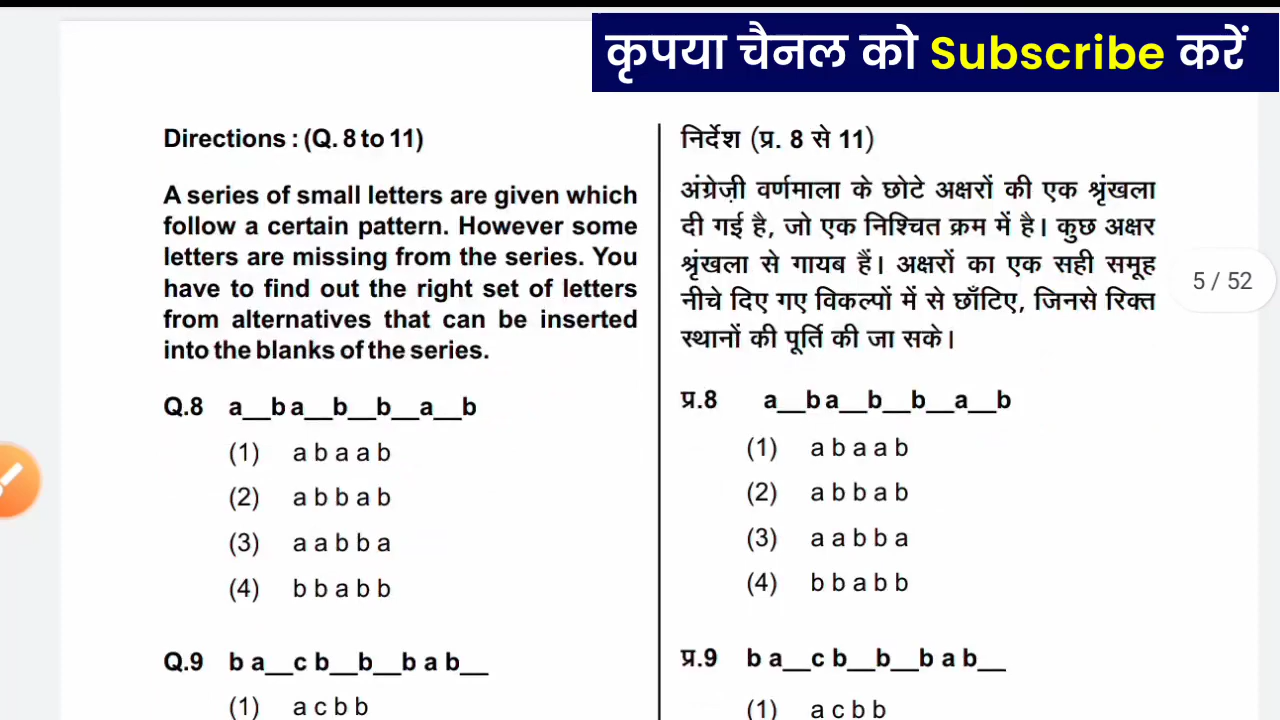 कृपया चैनल को Subscribe करें
Directions : (Q. 8 to 11)
A series of small letters are given which
follow a certain pattern. However some
letters are missing from the series. You
have to find out the right set of letters
from alternatives that can be inserted
into the blanks of the series.
Q.8 a__b a__b__b__a__b
(1) a b a a b
(2) a b b a b
(3) a a b b a
(4) b b a b b
Q.9 b a__c b__b__b a b__
(1) a c b b
निर्देश (प्र. 8 से 11)
अंग्रेज़ी वर्णमाला के छोटे अक्षरों की एक श्रृंखला
दी गई है, जो एक निश्चित क्रम में है। कुछ अक्षर
श्रृंखला से गायब हैं। अक्षरों का एक सही समूह
नीचे दिए गए विकल्पों में से छाँटिए, जिनसे रिक्त
स्थानों की पूर्ति की जा सके।
प्र.8 a__b a__b__b__a__b
(1) a b a a b
(2) a b b a b
(3) a a b b a
(4) b b a b b
प्र.9 b a__c b__b__b a b__
(1) a c b b
5 / 52